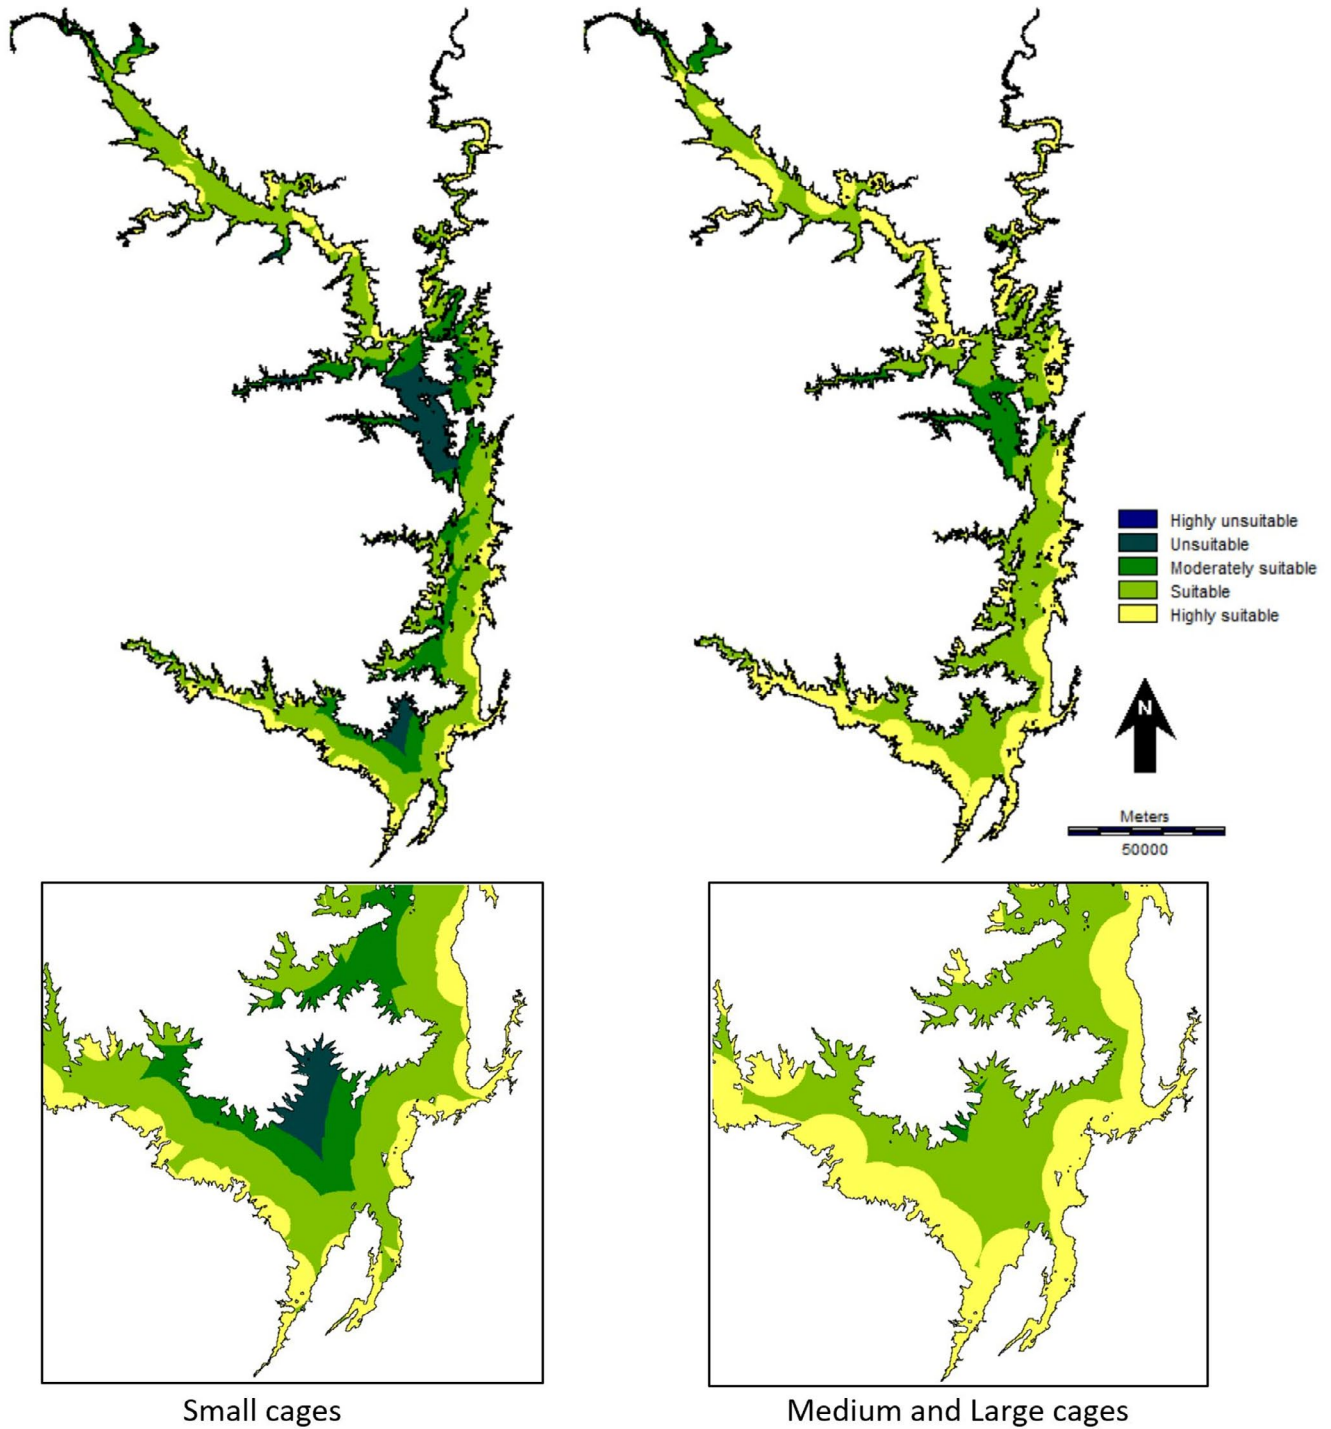 Highly unsuitable
Unsuitable
Moderately suitable
Suitable
Highly suitable
N
Meters
50000
Small cages
Medium and Large cages